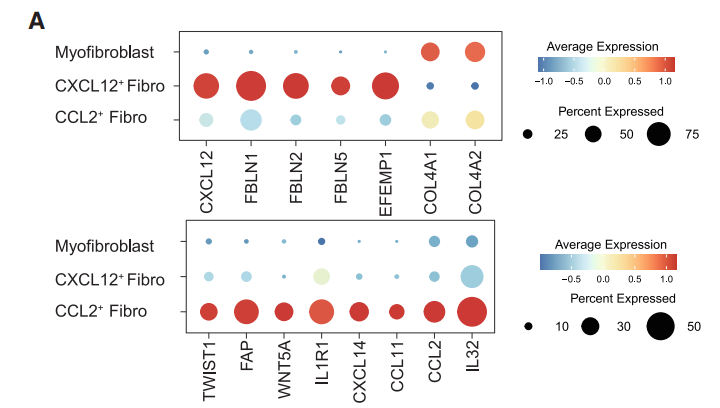 A
Myofibroblast
CXCL12⁺ Fibro
CCL2⁺ Fibro
CXCL12
FBLN1
FBLN2
FBLN5
EFEMP1
COL4A1
COL4A2
Average Expression
−1.0 −0.5 0.0 0.5 1.0
Percent Expressed
25 50 75
Myofibroblast
CXCL12⁺ Fibro
CCL2⁺ Fibro
TWIST1
FAP
WNT5A
IL1R1
CXCL14
CCL11
CCL2
IL32
Average Expression
−0.5 0.0 0.5 1.0
Percent Expressed
10 30 50